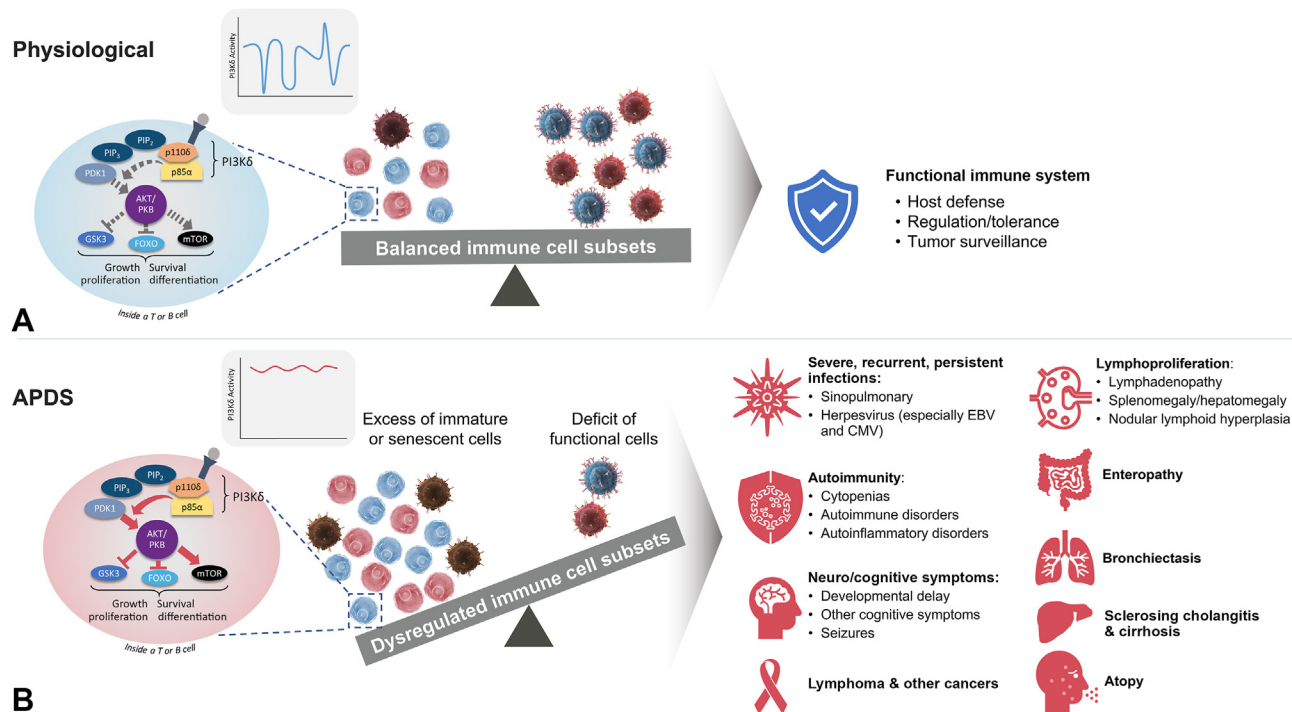 Physiological
PI3Kδ Activity
PIP3
PIP2
p110δ
p85α
PI3Kδ
PDK1
AKT/
PKB
GSK3
FOXO
mTOR
Growth Survival
proliferation differentiation
Inside a T or B cell
Balanced immune cell subsets
Functional immune system
• Host defense
• Regulation/tolerance
• Tumor surveillance
A
APDS
PI3Kδ Activity
Excess of immature
or senescent cells
Deficit of
functional cells
PIP3
PIP2
p110δ
p85α
PI3Kδ
PDK1
AKT/
PKB
GSK3
FOXO
mTOR
Growth Survival
proliferation differentiation
Inside a T or B cell
Dysregulated immune cell subsets
Severe, recurrent, persistent
infections:
• Sinopulmonary
• Herpesvirus (especially EBV
and CMV)
Autoimmunity:
• Cytopenias
• Autoimmune disorders
• Autoinflammatory disorders
Neuro/cognitive symptoms:
• Developmental delay
• Other cognitive symptoms
• Seizures
Lymphoma & other cancers
Lymphoproliferation:
• Lymphadenopathy
• Splenomegaly/hepatomegaly
• Nodular lymphoid hyperplasia
Enteropathy
Bronchiectasis
Sclerosing cholangitis
& cirrhosis
Atopy
B